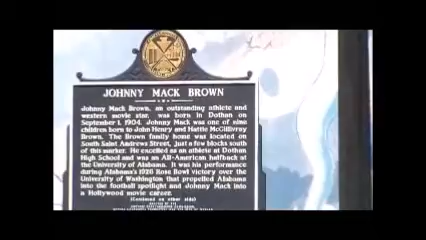 JOHNNY MACK BROWN
Johnny Mack Brown, an outstanding athlete and
western movie star, was born in Dothan on
September 1, 1904. Johnny Mack was one of nine
children born to John Henry and Hattie McGillivray
Brown. The Brown family home was located on
South Saint Andrews Street, just a few blocks south
of this marker. He excelled as an athlete at Dothan
High School and was an All-American halfback at
the University of Alabama. It was his performance
during Alabama's 1926 Rose Bowl victory over the
University of Washington that propelled Alabama
into the football spotlight and Johnny Mack into
a Hollywood movie career.
(Continued on other side)